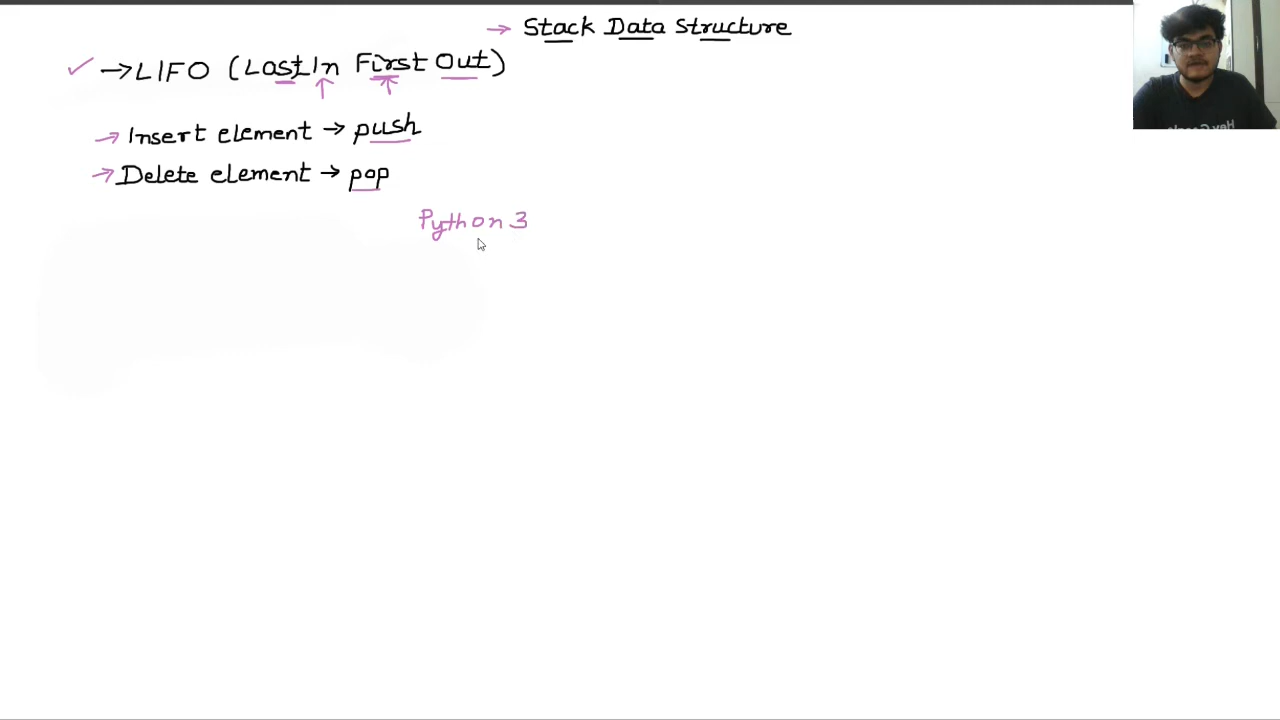 → Stack Data Structure
✓ → LIFO (Last In First Out)
→ Insert element → push
→ Delete element → pop
Python 3